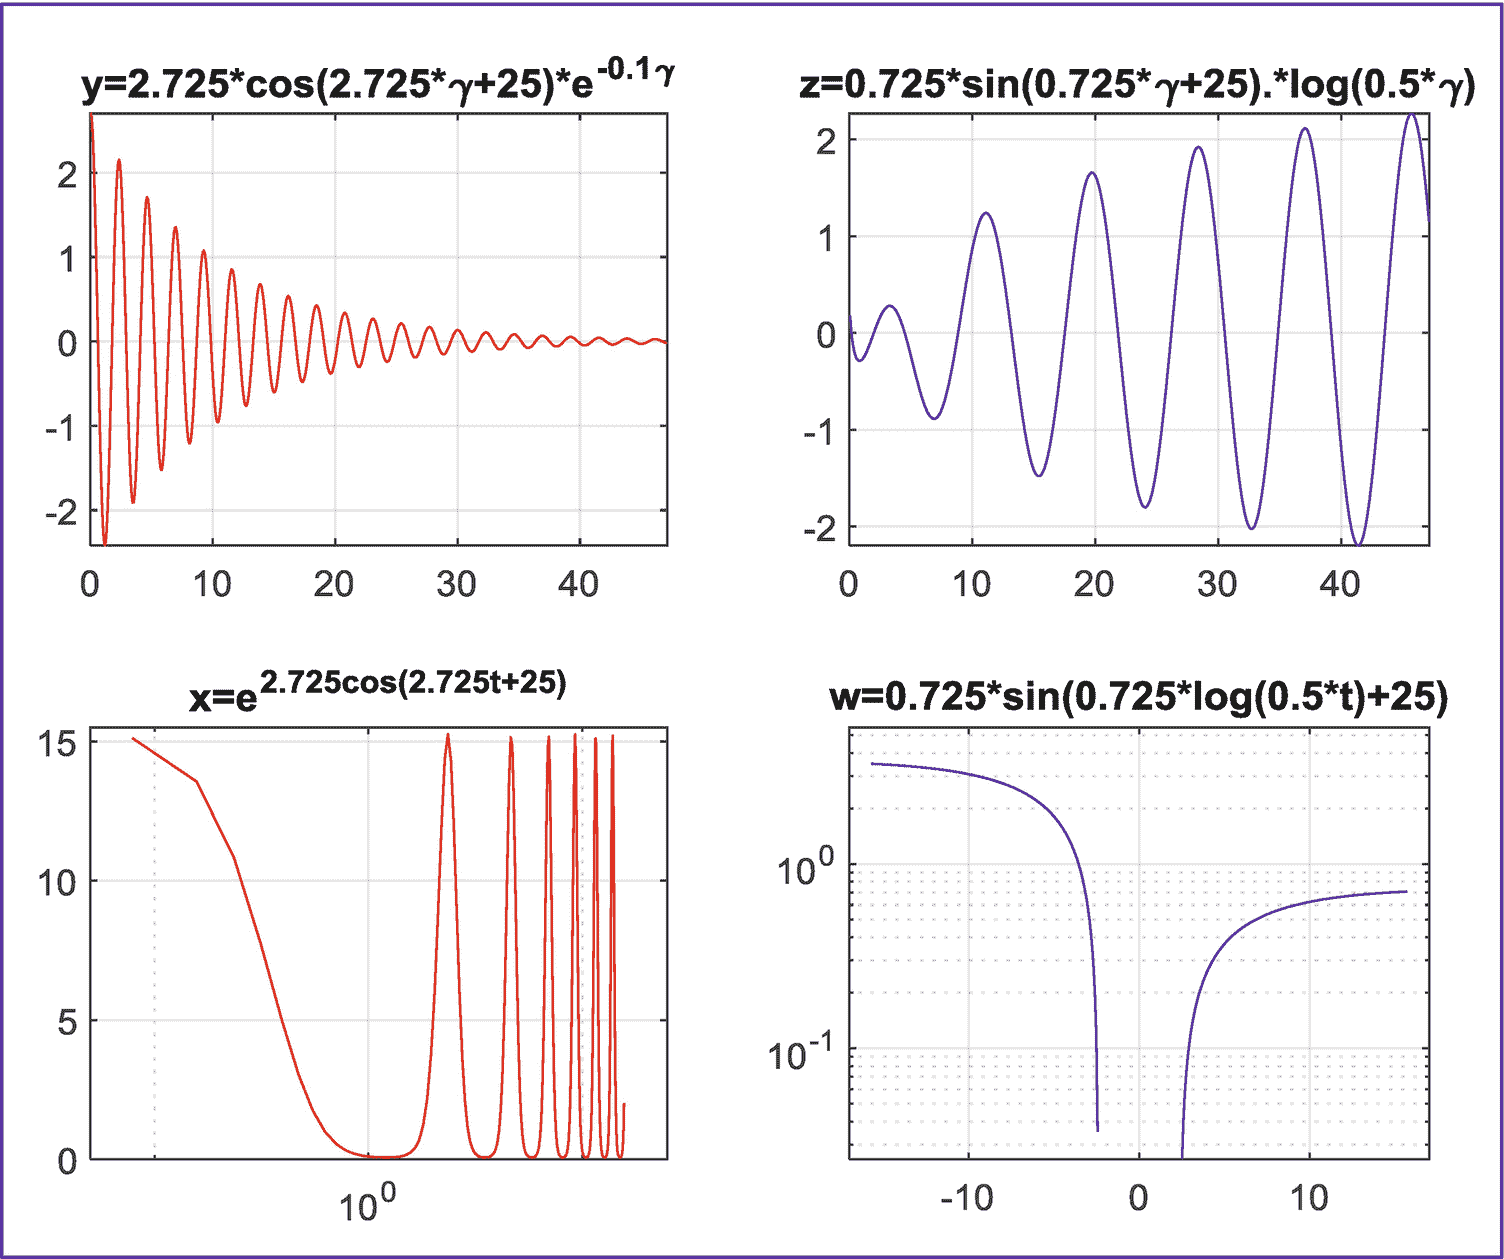 y=2.725*cos(2.725*γ+25)*e^-0.1γ
2
1
0
-1
-2
0 10 20 30 40
z=0.725*sin(0.725*γ+25).*log(0.5*γ)
2
1
0
-1
-2
0 10 20 30 40
x=e^2.725cos(2.725t+25)
15
10
5
0
10^0
w=0.725*sin(0.725*log(0.5*t)+25)
10^0
10^-1
-10 0 10